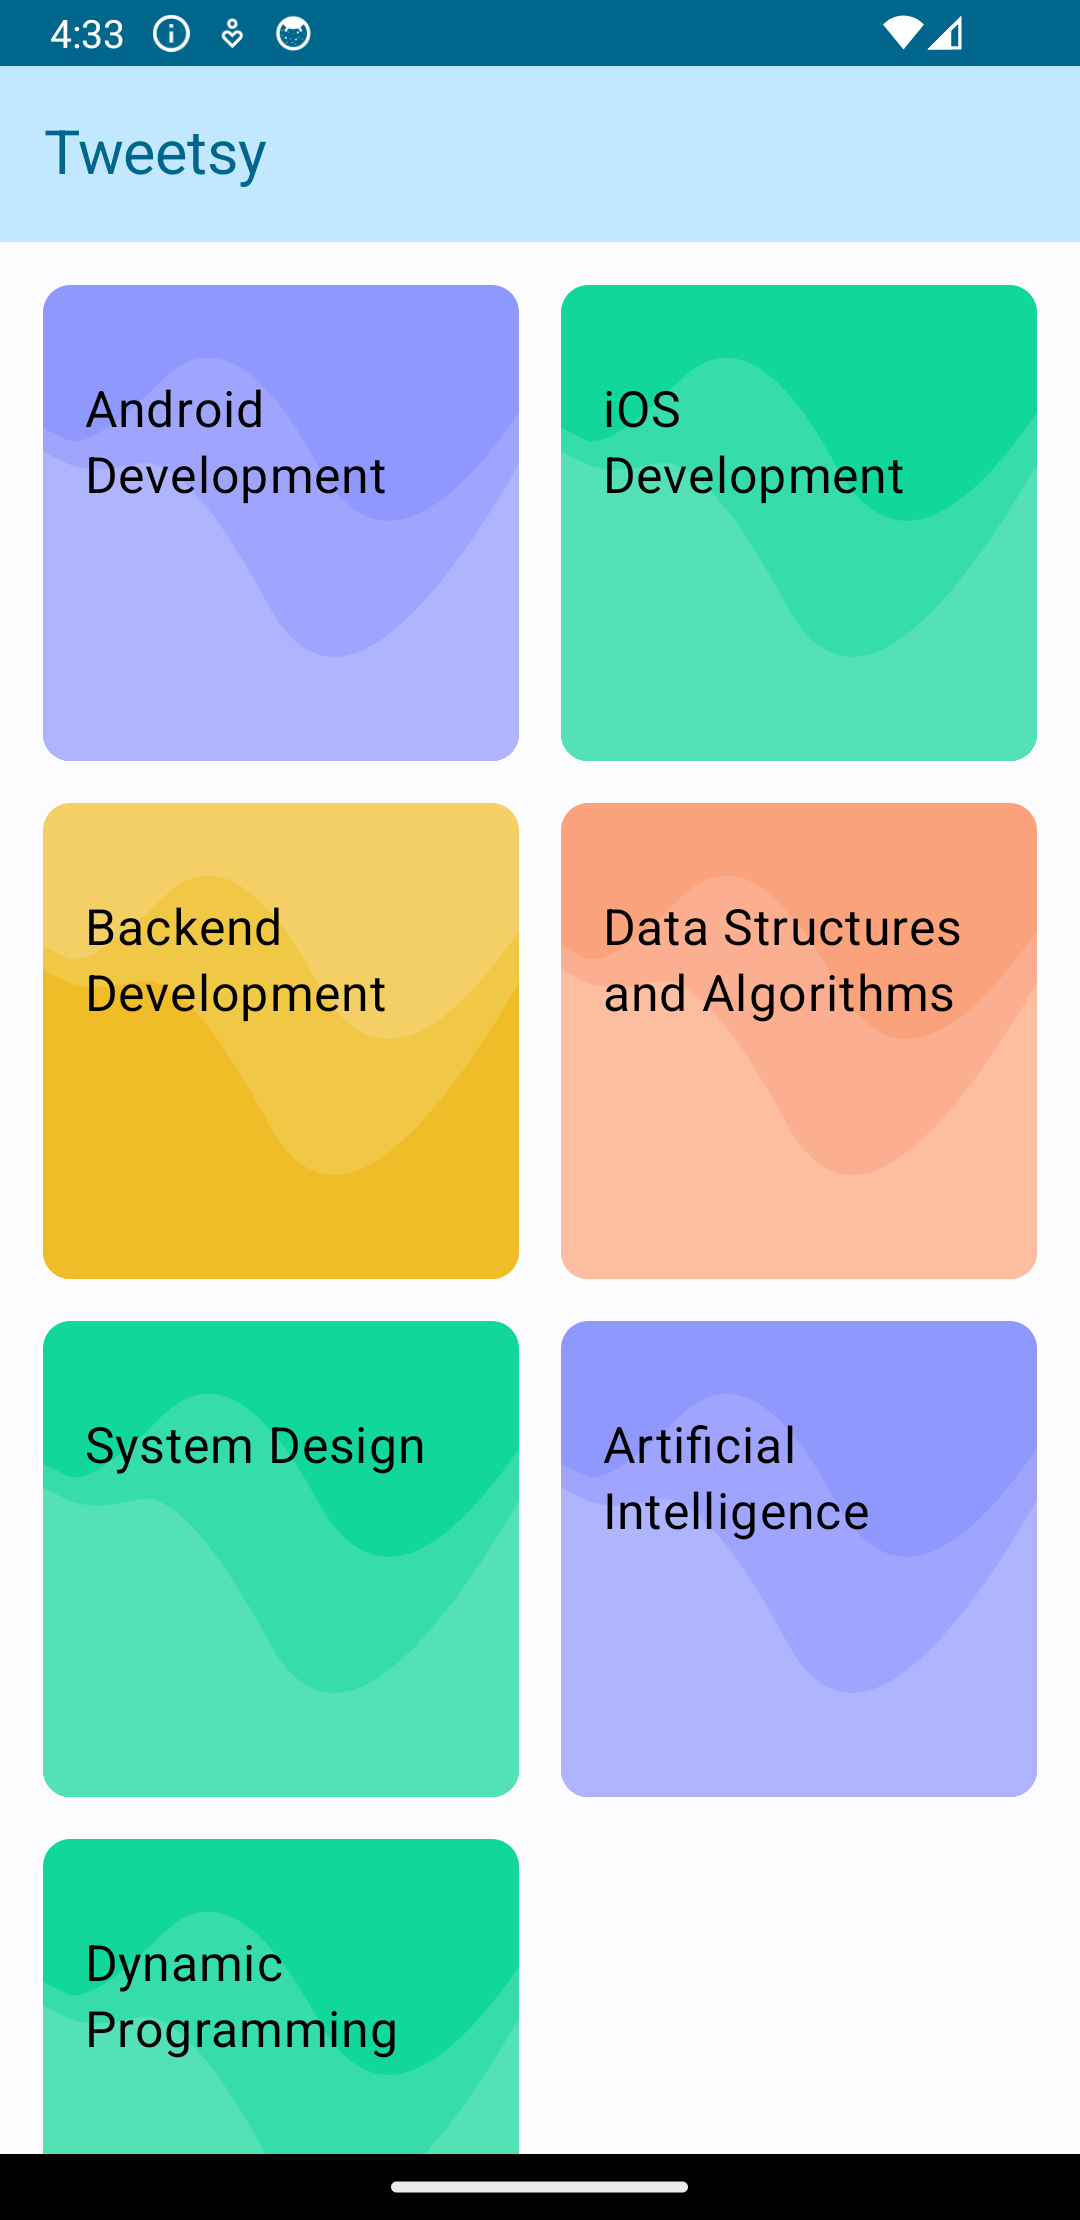 4:33
Tweetsy
Android
Development
iOS
Development
Backend
Development
Data Structures
and Algorithms
System Design
Artificial
Intelligence
Dynamic
Programming